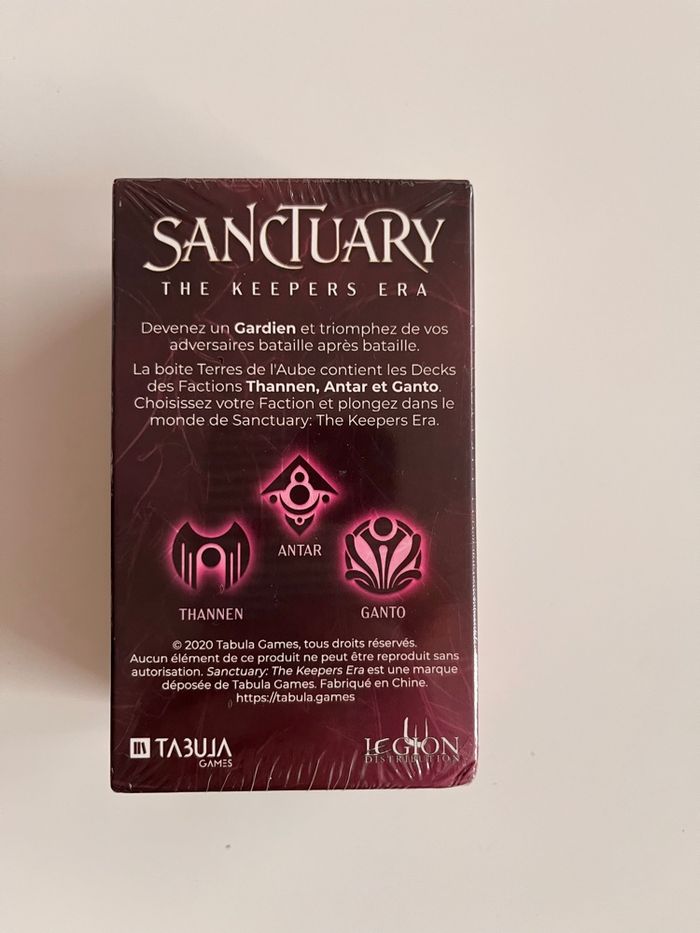 SANCTUARY
THE KEEPERS ERA
Devenez un Gardien et triomphez de vos
adversaires bataille après bataille.
La boite Terres de l'Aube contient les Decks
des Factions Thannen, Antar et Ganto.
Choisissez votre Faction et plongez dans le
monde de Sanctuary: The Keepers Era.
ANTAR
THANNEN
GANTO
© 2020 Tabula Games, tous droits réservés.
Aucun élément de ce produit ne peut être reproduit sans
autorisation. Sanctuary: The Keepers Era est une marque
déposée de Tabula Games. Fabriqué en Chine.
https://tabula.games
TABULA
GAMES
LEGION
DISTRIBUTION